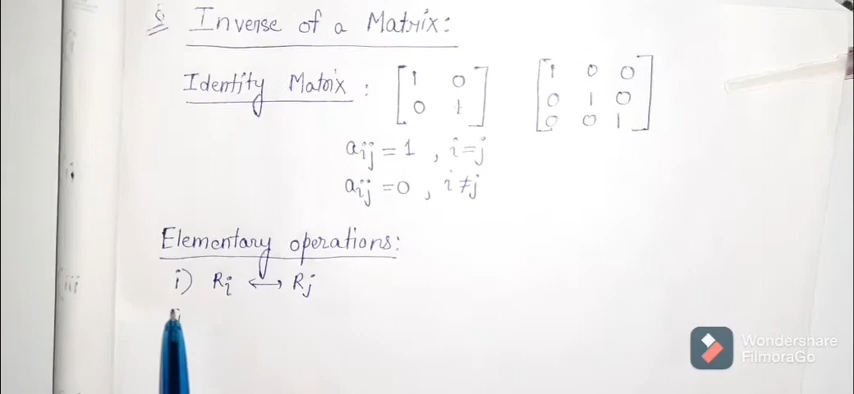 Inverse of a Matrix:
Identity Matrix : [1 0 [1 0 0
0 1] 0 1 0
0 0 1]
aij = 1 , i=j
aij =0 , i≠j
Elementary operations:
i) Ri ↔ Rj
Wondershare
FilmoraGo